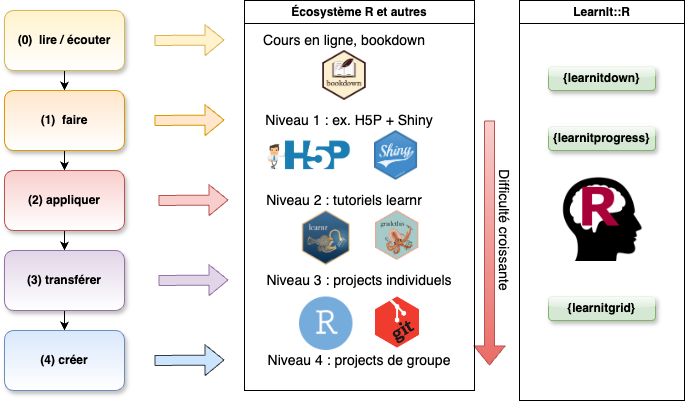 (0) lire / écouter
(1) faire
(2) appliquer
(3) transférer
(4) créer
Écosystème R et autres
Cours en ligne, bookdown
bookdown
Niveau 1 : ex. H5P + Shiny
H5P
Shiny
Niveau 2 : tutoriels learnr
learnr
gradethis
Niveau 3 : projects individuels
R
git
Niveau 4 : projects de groupe
Difficulté croissante
LearnIt::R
{learnitdown}
{learnitprogress}
R
{learnitgrid}